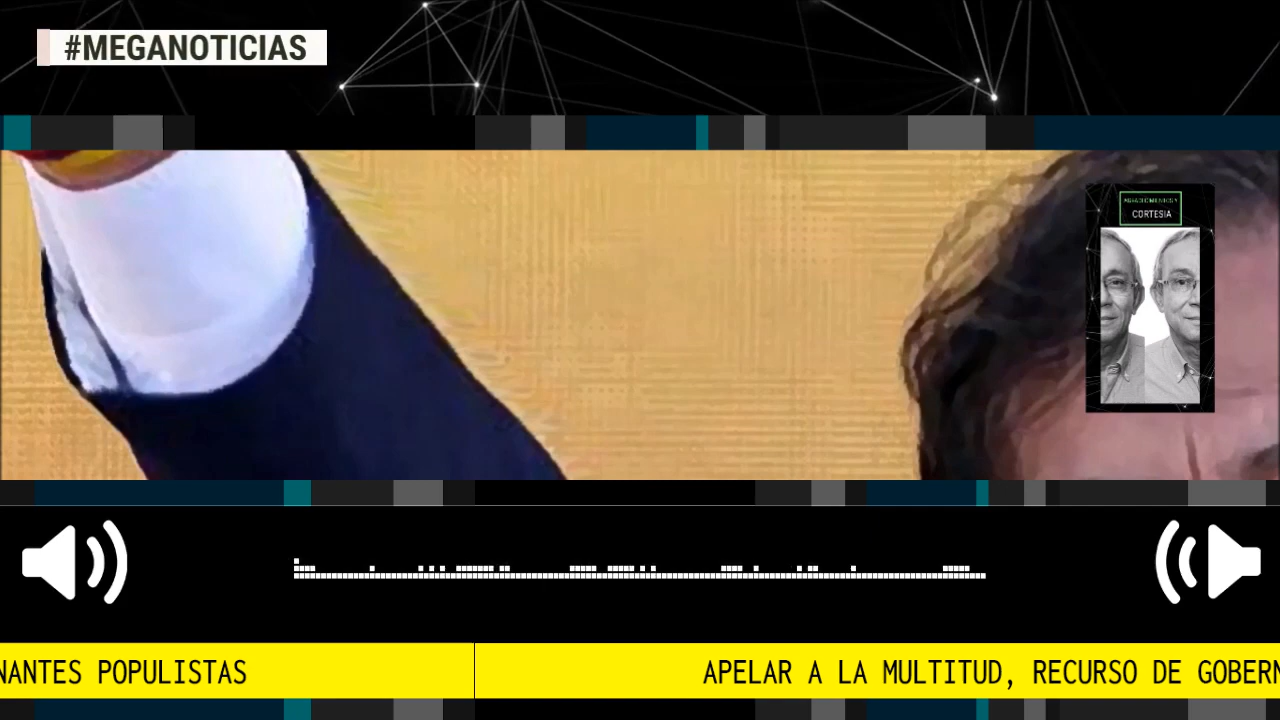 #MEGANOTICIAS
CORTESIA
NANTES POPULISTAS
APELAR A LA MULTITUD, RECURSO DE GOBERN